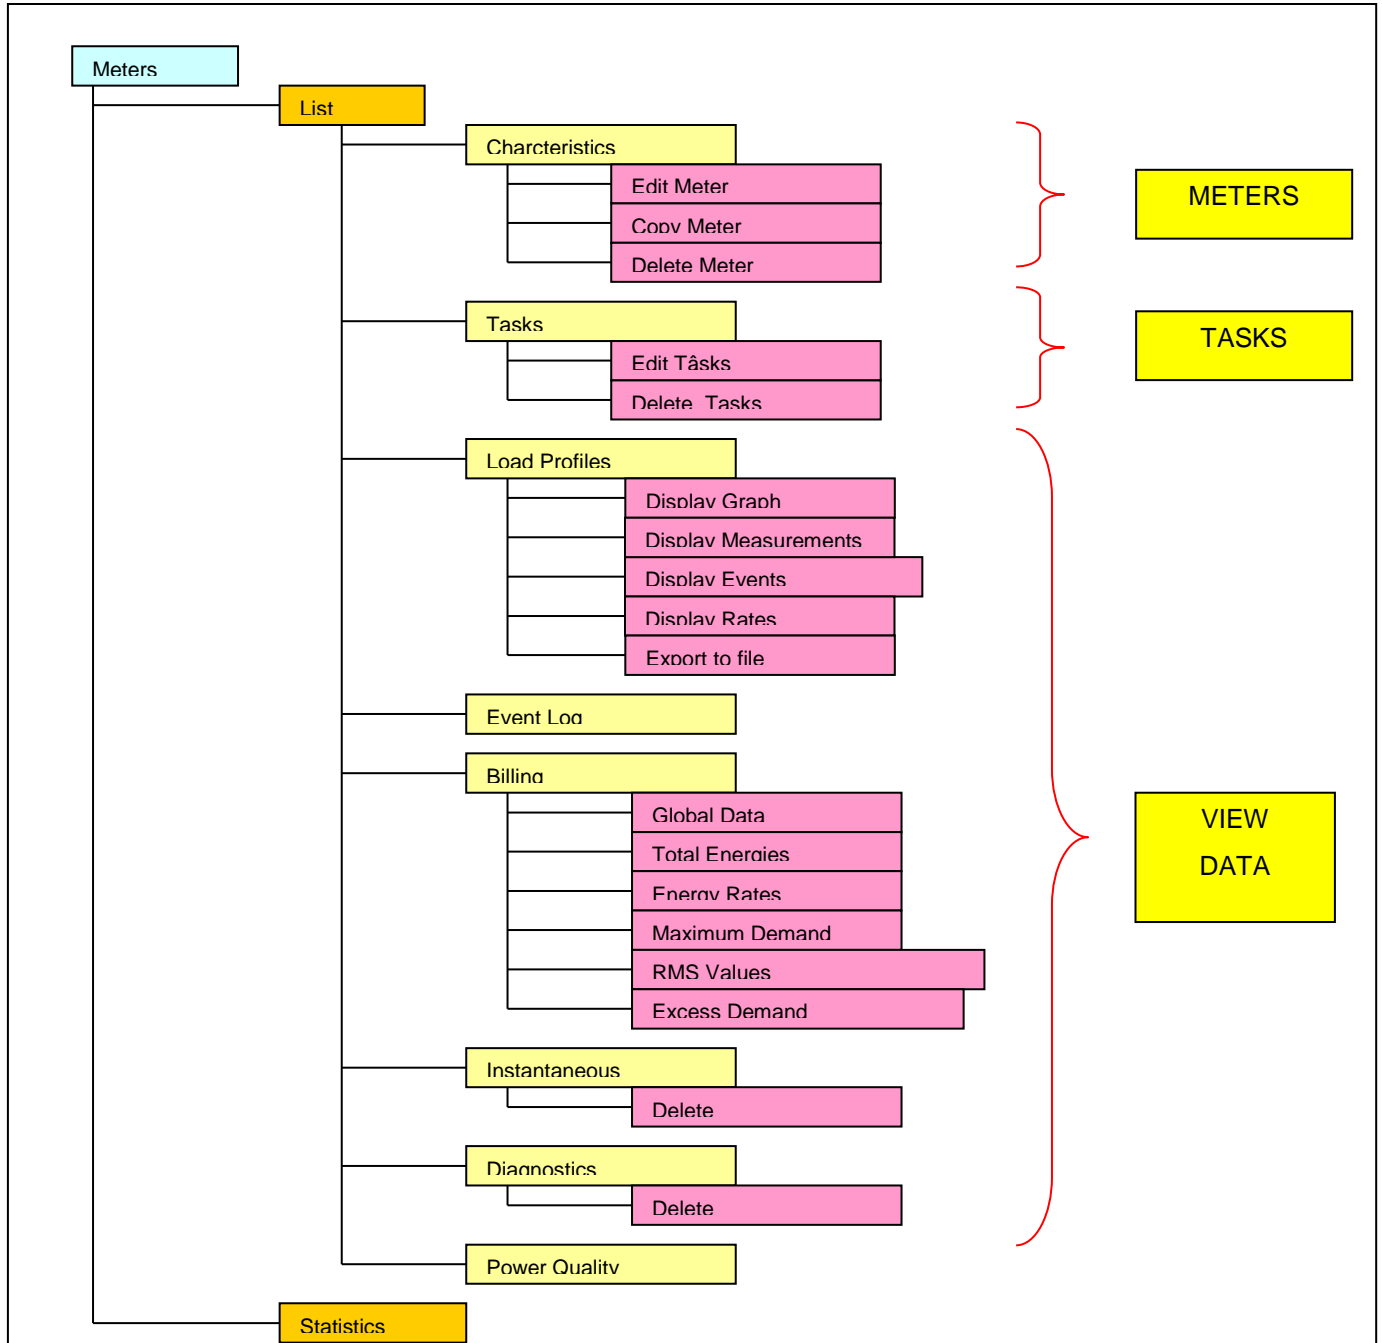 Meters
List
Charcteristics
Edit Meter
Copy Meter
Delete Meter
METERS
Tasks
Edit Tâsks
Delete  Tasks
TASKS
Load Profiles
Display Graph
Display Measurements
Display Events
Display Rates
Export to file
Event Log
Billing
Global Data
Total Energies
Energy Rates
Maximum Demand
RMS Values
Excess Demand
VIEW
DATA
Instantaneous
Delete
Diagnostics
Delete
Power Quality
Statistics